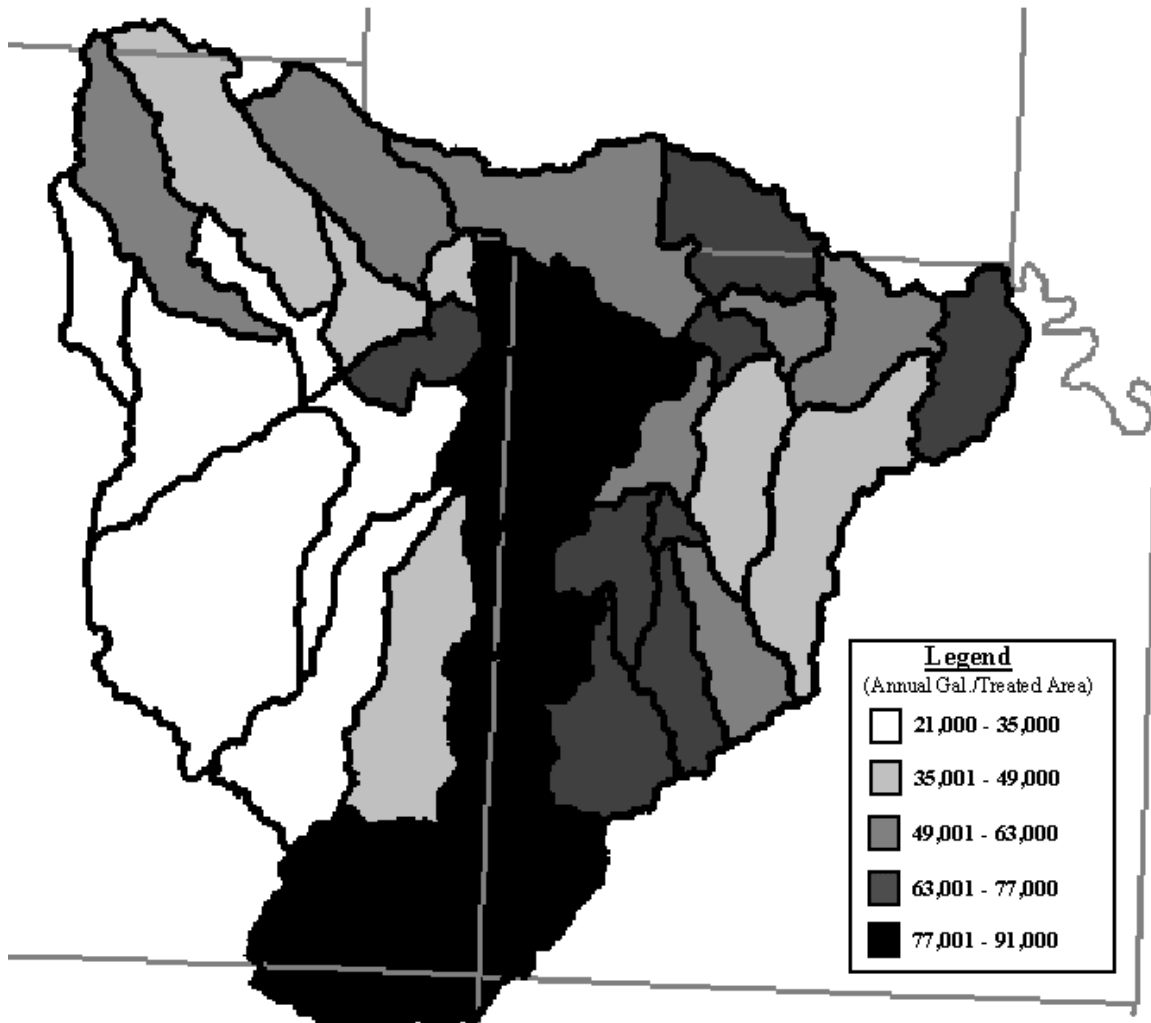 Legend
(Annual Gal./Treated Area)
21,000 - 35,000
35,001 - 49,000
49,001 - 63,000
63,001 - 77,000
77,001 - 91,000